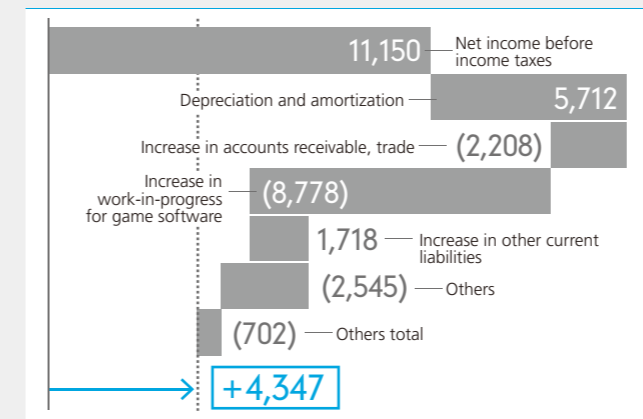 11,150
Net income before
income taxes
Depreciation and amortization
5,712
Increase in accounts receivable, trade
(2,208)
Increase in
work-in-progress
for game software
(8,778)
1,718
Increase in other current
liabilities
(2,545)
Others
(702)
Others total
+4,347